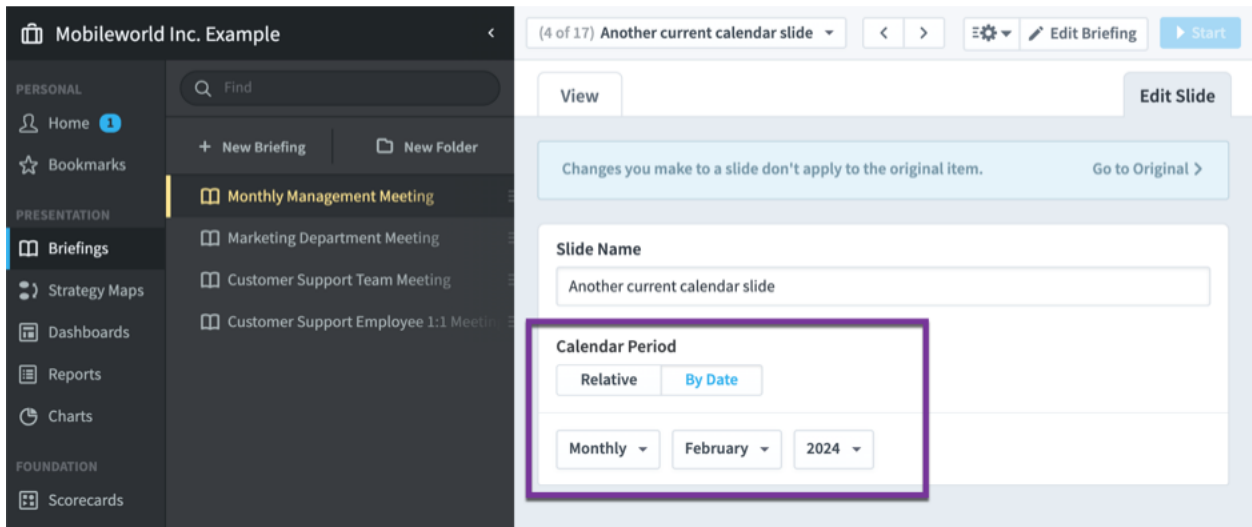 Mobileworld Inc. Example
PERSONAL
Home 1
Bookmarks
PRESENTATION
Briefings
Strategy Maps
Dashboards
Reports
Charts
FOUNDATION
Scorecards
Find
+ New Briefing
New Folder
Monthly Management Meeting
Marketing Department Meeting
Customer Support Team Meeting
Customer Support Employee 1:1 Meetin
(4 of 17) Another current calendar slide
Edit Briefing
Start
View
Edit Slide
Changes you make to a slide don't apply to the original item.
Go to Original >
Slide Name
Another current calendar slide
Calendar Period
Relative
By Date
Monthly
February
2024